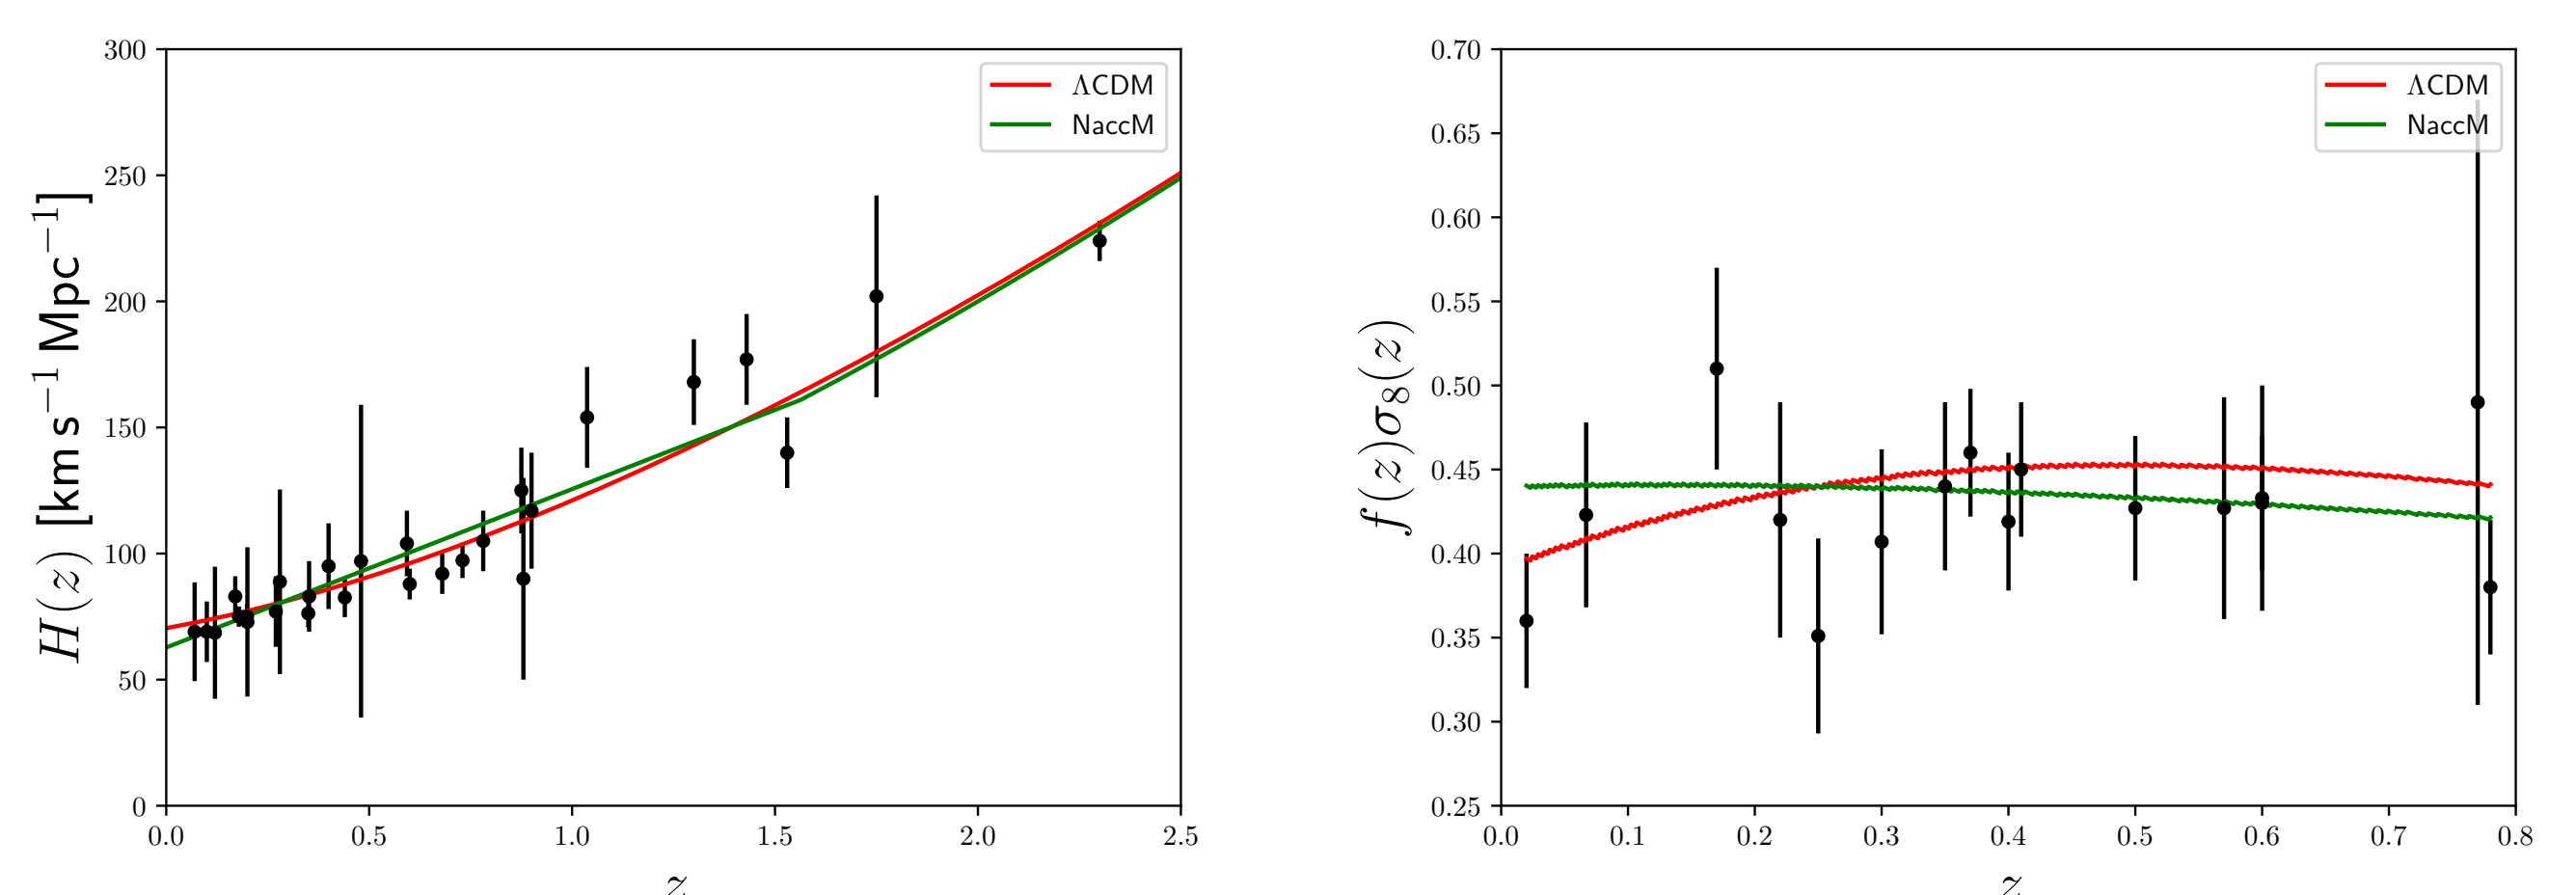 300
250
200
150
100
50
0
0.0 0.5 1.0 1.5 2.0 2.5
H(z) [km s⁻¹ Mpc⁻¹]
z
ΛCDM
NaccM
0.70
0.65
0.60
0.55
0.50
0.45
0.40
0.35
0.30
0.25
0.0 0.1 0.2 0.3 0.4 0.5 0.6 0.7 0.8
f(z)σ₈(z)
z
ΛCDM
NaccM